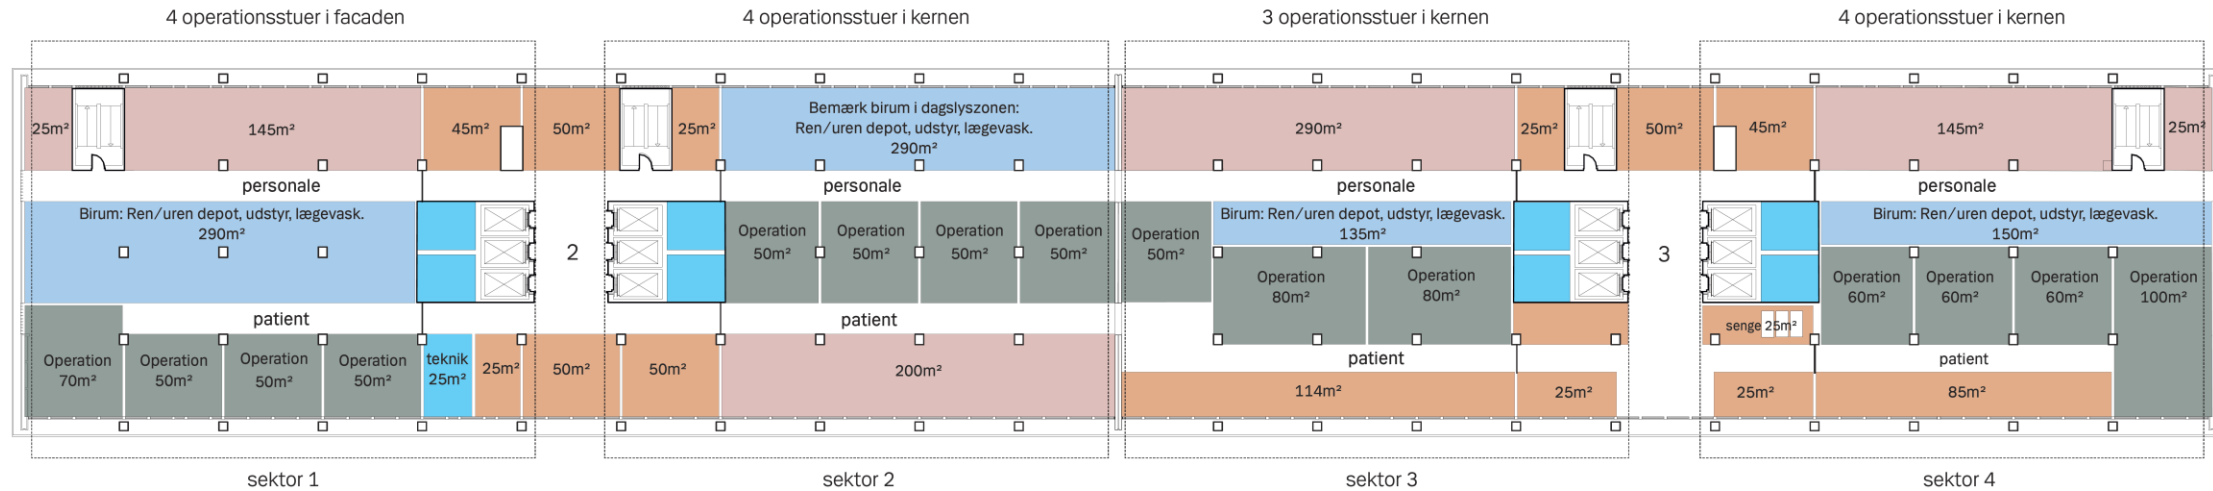 4 operationsstuer i facaden
4 operationsstuer i kernen
3 operationsstuer i kernen
4 operationsstuer i kernen
25m²
145m²
45m²
50m²
25m²
Bemærk birum i dagslyszonen:
Ren/uren depot, udstyr, lægevask.
290m²
290m²
25m²
50m²
45m²
145m²
25m²
personale
personale
personale
personale
Birum: Ren/uren depot, udstyr, lægevask.
290m²
2
Operation
50m²
Operation
50m²
Operation
50m²
Operation
50m²
Operation
50m²
Birum: Ren/uren depot, udstyr, lægevask.
135m²
Operation
80m²
Operation
80m²
3
Birum: Ren/uren depot, udstyr, lægevask.
150m²
Operation
60m²
Operation
60m²
Operation
60m²
Operation
100m²
patient
patient
patient
senge 25m²
patient
Operation
70m²
Operation
50m²
Operation
50m²
Operation
50m²
teknik
25m²
25m²
50m²
50m²
200m²
114m²
25m²
25m²
85m²
sektor 1
sektor 2
sektor 3
sektor 4